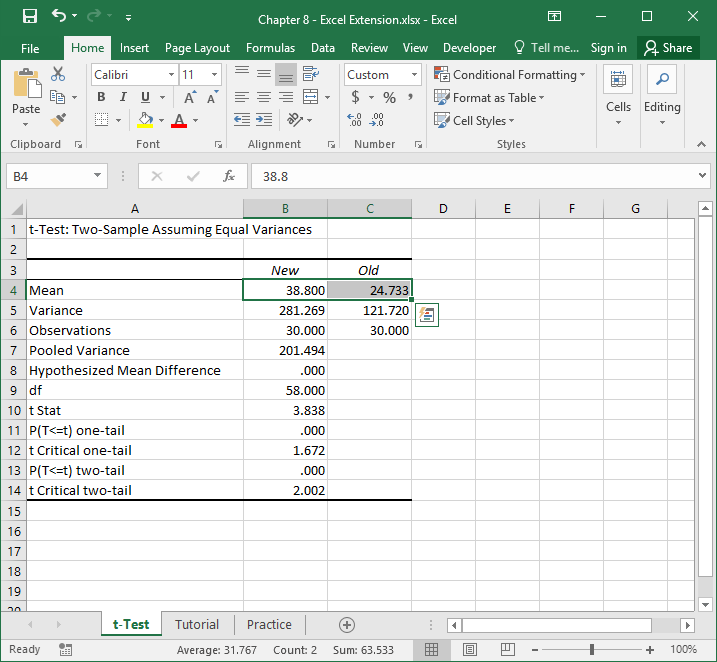 Chapter 8 - Excel Extension.xlsx - Excel
File Home Insert Page Layout Formulas Data Review View Developer Tell me... Sign in Share
Paste
Clipboard
Calibri 11
B I U A A
A
Font
Alignment
Custom
$ % ,
.0 .00
Number
Conditional Formatting
Format as Table
Cell Styles
Styles
Cells
Editing
B4 fx 38.8
A B C D E F G
1 t-Test: Two-Sample Assuming Equal Variances
2
3 New Old
4 Mean 38.800 24.733
5 Variance 281.269 121.720
6 Observations 30.000 30.000
7 Pooled Variance 201.494
8 Hypothesized Mean Difference .000
9 df 58.000
10 t Stat 3.838
11 P(T<=t) one-tail .000
12 t Critical one-tail 1.672
13 P(T<=t) two-tail .000
14 t Critical two-tail 2.002
15
16
17
18
19
20
t-Test Tutorial Practice
Ready Average: 31.767 Count: 2 Sum: 63.533 100%